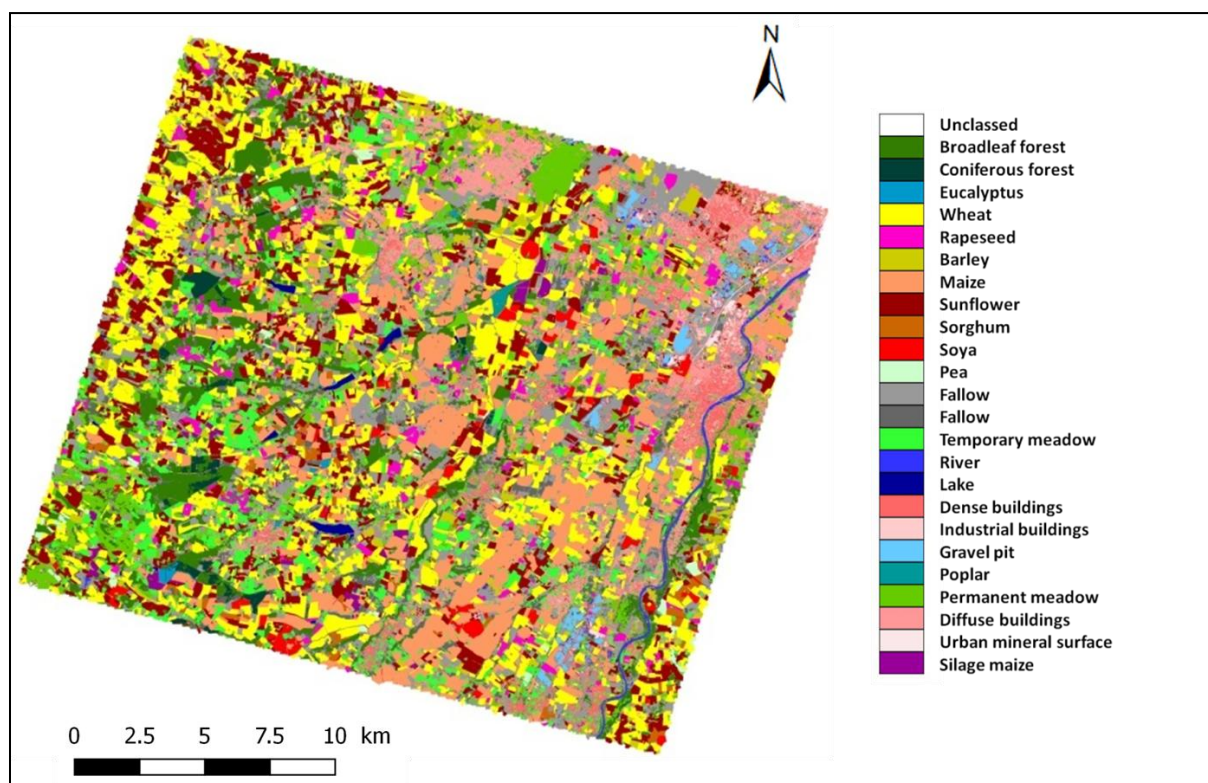 N
Unclassed
Broadleaf forest
Coniferous forest
Eucalyptus
Wheat
Rapeseed
Barley
Maize
Sunflower
Sorghum
Soya
Pea
Fallow
Fallow
Temporary meadow
River
Lake
Dense buildings
Industrial buildings
Gravel pit
Poplar
Permanent meadow
Diffuse buildings
Urban mineral surface
Silage maize
0 2.5 5 7.5 10 km